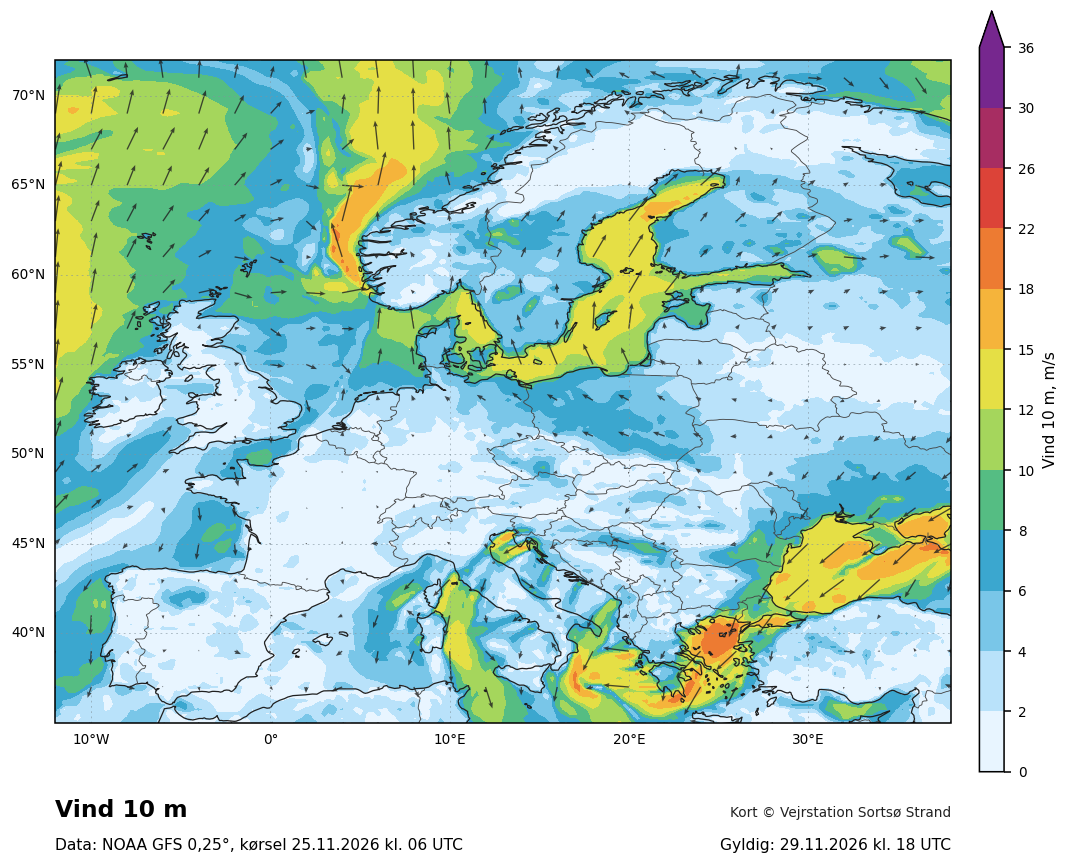 36
30
26
22
18
15
12
10
8
6
4
2
0
Vind 10 m, m/s
70°N
65°N
60°N
55°N
50°N
45°N
40°N
10°W
0°
10°E
20°E
30°E
Vind 10 m
Kort © Vejrstation Sortsø Strand
Data: NOAA GFS 0,25°, kørsel 25.11.2026 kl. 06 UTC
Gyldig: 29.11.2026 kl. 18 UTC